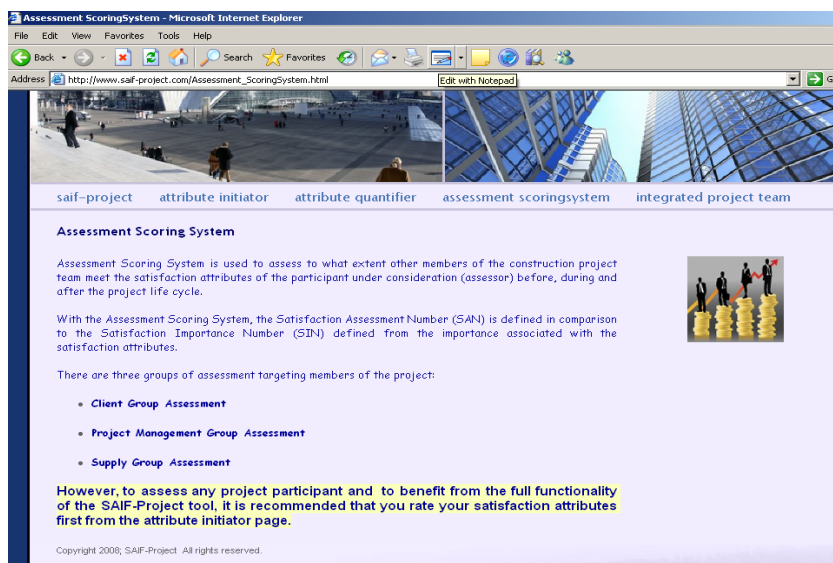 Assessment ScoringSystem - Microsoft Internet Explorer
File Edit View Favorites Tools Help
Back Search Favorites
Address http://www.saif-project.com/Assessment_ScoringSystem.html G
Edit with Notepad
saif-project attribute initiator attribute quantifier assessment scoringsystem integrated project team
Assessment Scoring System
Assessment Scoring System is used to assess to what extent other members of the construction project
team meet the satisfaction attributes of the participant under consideration (assessor) before, during and
after the project life cycle.
With the Assessment Scoring System, the Satisfaction Assessment Number (SAN) is defined in comparison
to the Satisfaction Importance Number (SIN) defined from the importance associated with the
satisfaction attributes.
There are three groups of assessment targeting members of the project:
• Client Group Assessment
• Project Management Group Assessment
• Supply Group Assessment
However, to assess any project participant and to benefit from the full functionality
of the SAIF-Project tool, it is recommended that you rate your satisfaction attributes
first from the attribute initiator page.
Copyright 2008; SAIF-Project All rights reserved.